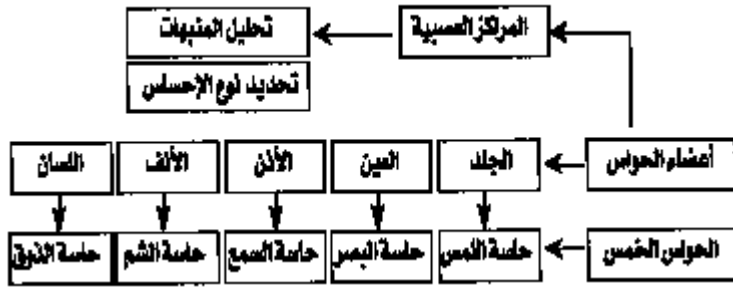 المراكز العصبية
تحليل المنبهات
تحديد نوع الإحساس
أعضاء الحواس
الجلد
العين
الأذن
الألف
اللسان
الحواس الخمس
حاسة اللمس
حاسة البصر
حاسة السمع
حاسة الشم
حاسة الذوق